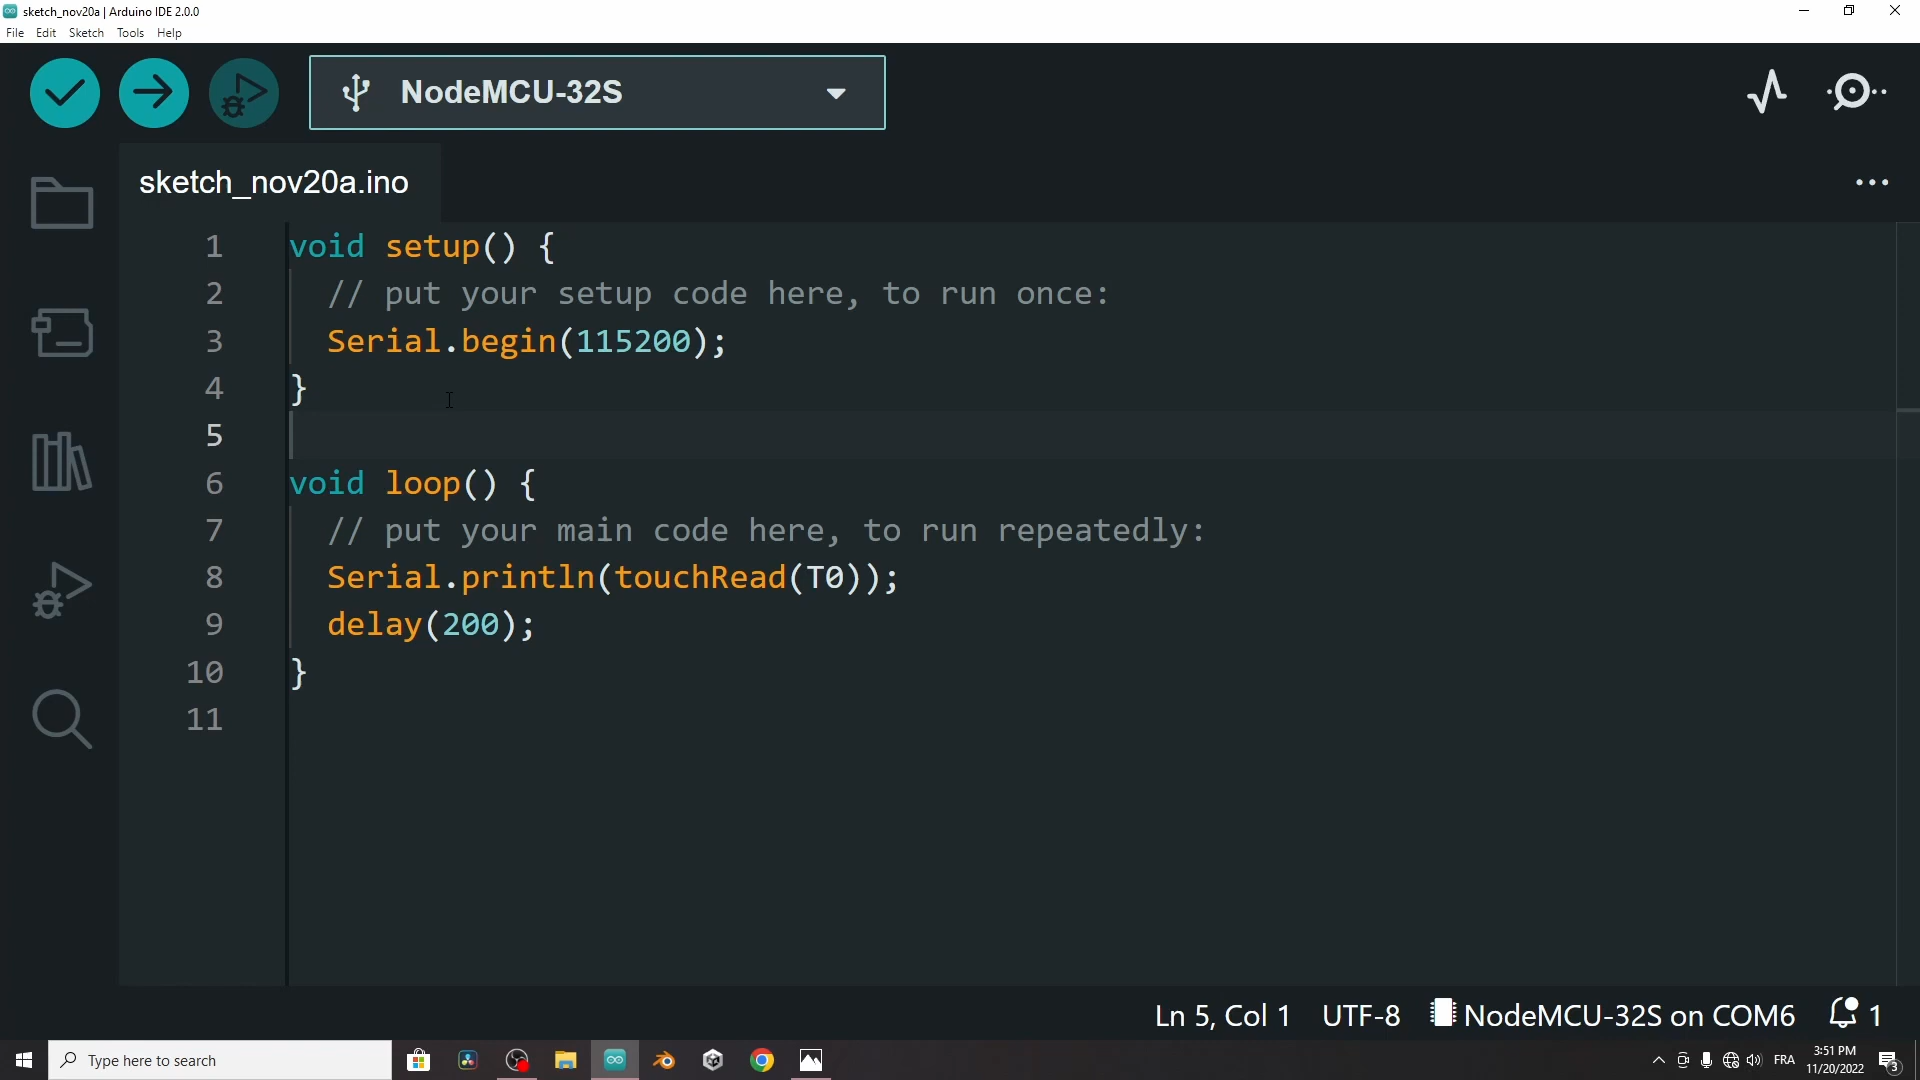 sketch_nov20a | Arduino IDE 2.0.0
File Edit Sketch Tools Help
NodeMCU-32S
sketch_nov20a.ino
1 void setup() {
2 // put your setup code here, to run once:
3 Serial.begin(115200);
4 }
5
6 void loop() {
7 // put your main code here, to run repeatedly:
8 Serial.println(touchRead(T0));
9 delay(200);
10 }
11
Ln 5, Col 1 UTF-8 NodeMCU-32S on COM6 1
Type here to search
FRA
3:51 PM
11/20/2022
3